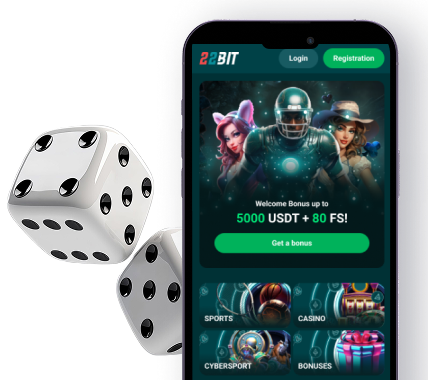 22BIT
Login
Registration
Welcome Bonus up to
5000 USDT + 80 FS!
Get a bonus
SPORTS
CASINO
CYBERSPORT
BONUSES